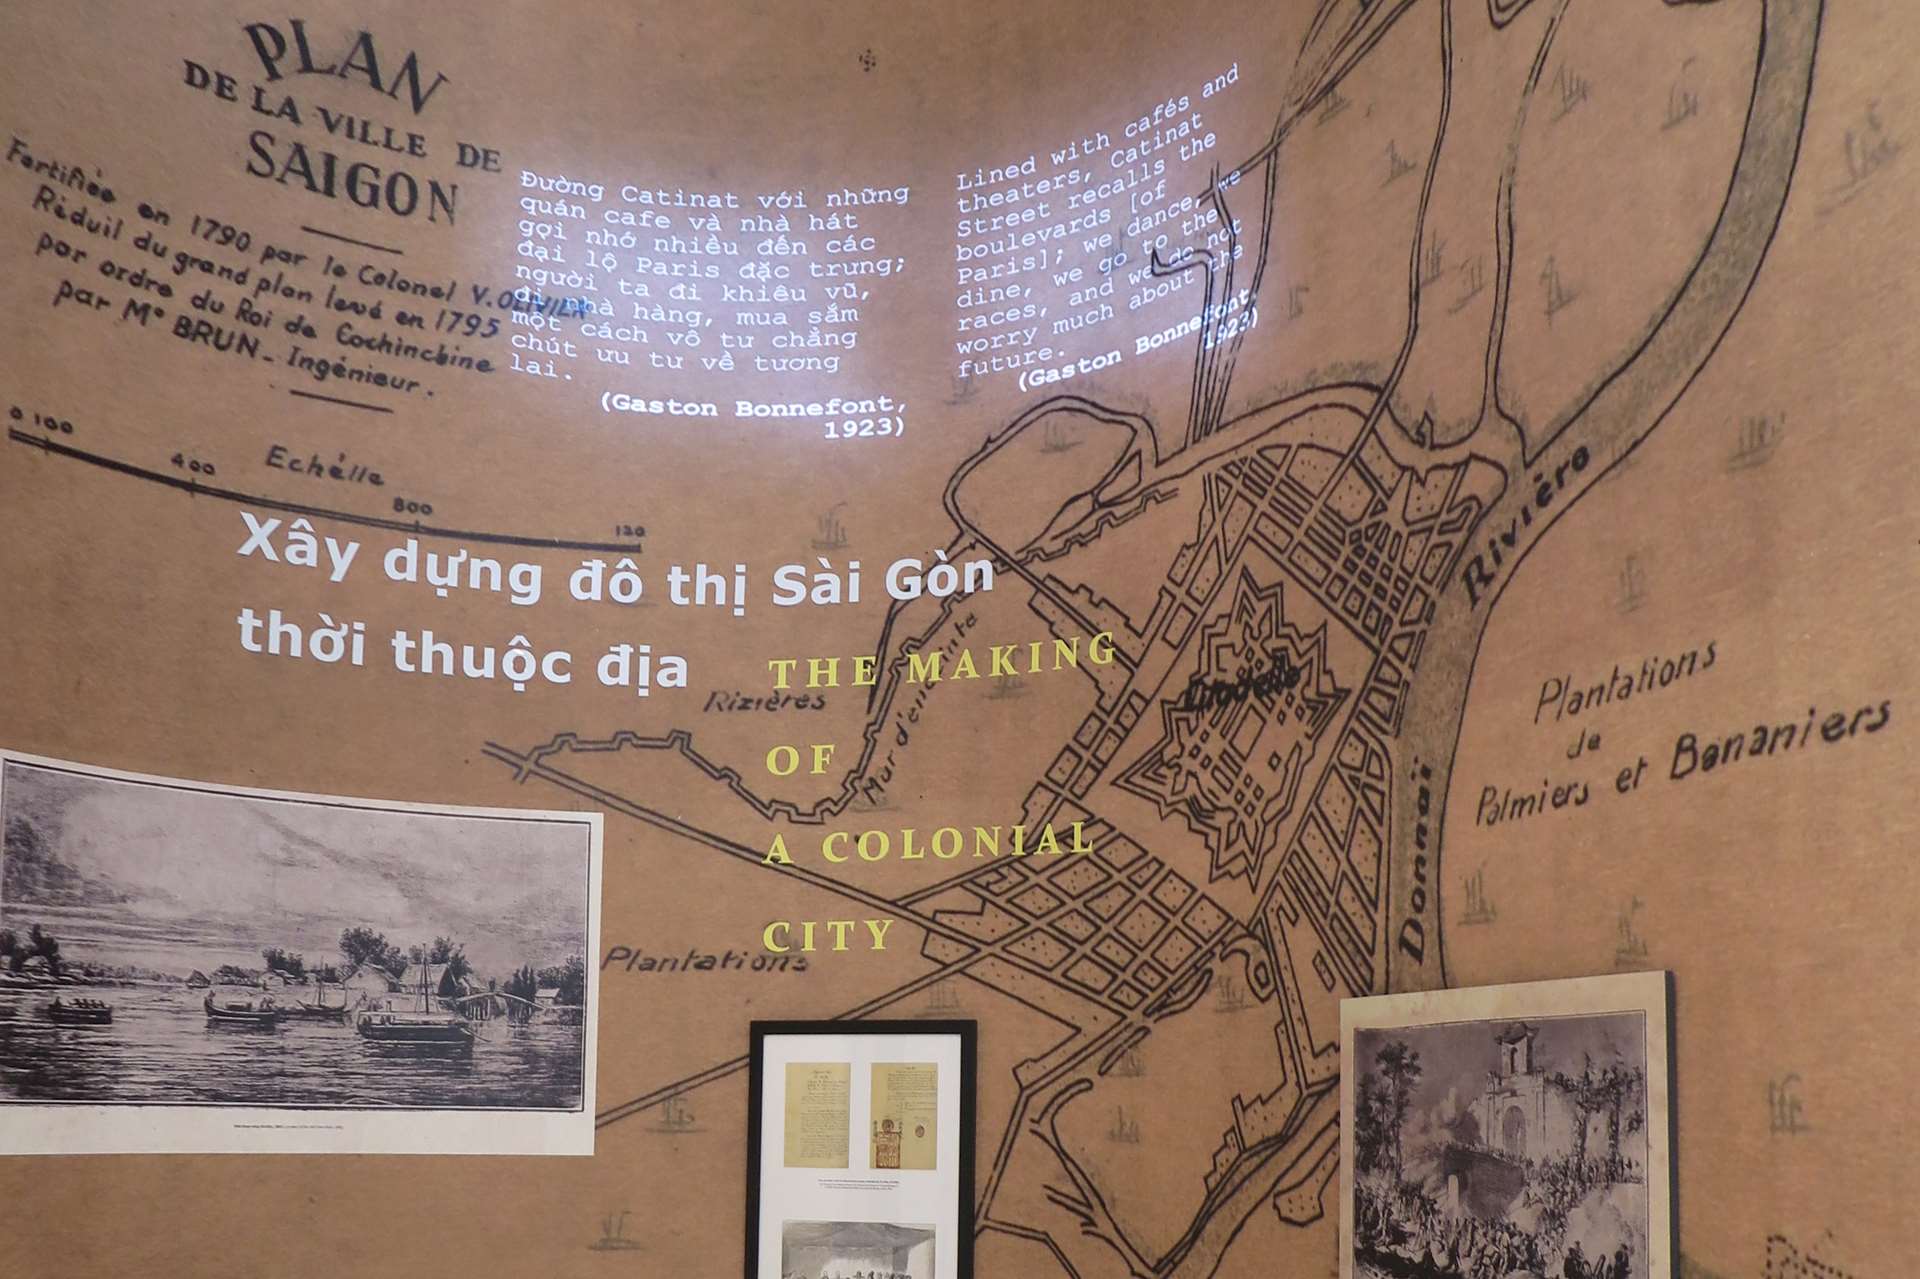 PLAN
DE LA VILLE DE
SAIGON
Fortifiée en 1790 par le Colonel V. OLIVIER
Réduil du grand plan levé en 1795
par ordre du Roi de Cochinchine
par Mº BRUN - Ingénieur.
0 100
400
800
Echèlle
Đường Catinat với những
quán cafe và nhà hát
gợi nhớ nhiều đến các
đại lộ Paris đặc trưng;
người ta đi khiêu vũ,
đi nhà hàng, mua sắm
một cách vô tư chẳng
chút ưu tư về tương
lai.
(Gaston Bonnefont,
1923)
Lined with cafés and
theaters, Catinat
Street recalls the
boulevards [of
Paris]; we dance, we
dine, we go to the
races, and we do not
worry much about the
future.
(Gaston Bonnefont,
1923)
Xây dựng đô thị Sài Gòn
thời thuộc địa
THE MAKING
OF
A COLONIAL
CITY
Rizières
Mur d'enceinte
Citadelle
Rivière
Donnaï
Plantations
de
Palmiers et Bananiers
Plantations